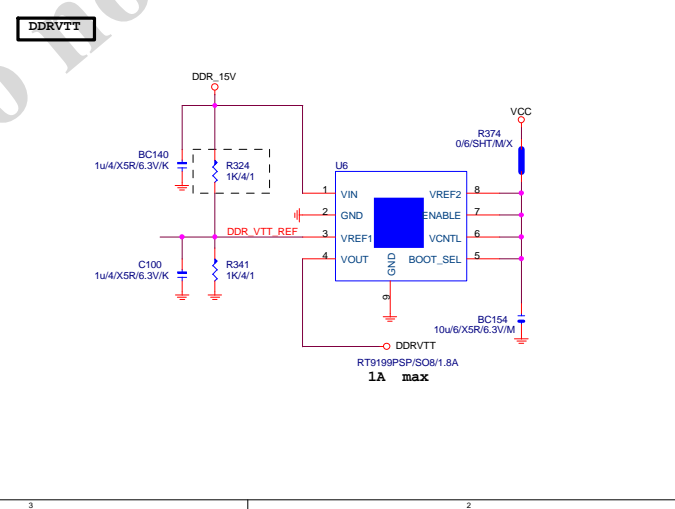 DDRVTT
o no
DDR_15V
VCC
R374
0/6/SHT/M/X
BC140
1u/4/X5R/6.3V/K
R324
1K/4/1
U6
1
VIN
VREF2
8
2
GND
ENABLE
7
DDR_VTT_REF
3
VREF1
VCNTL
6
4
VOUT
BOOT_SEL
5
GND
9
C100
1u/4/X5R/6.3V/K
R341
1K/4/1
BC154
10u/6/X5R/6.3V/M
DDRVTT
RT9199PSP/SO8/1.8A
1A max
3
2